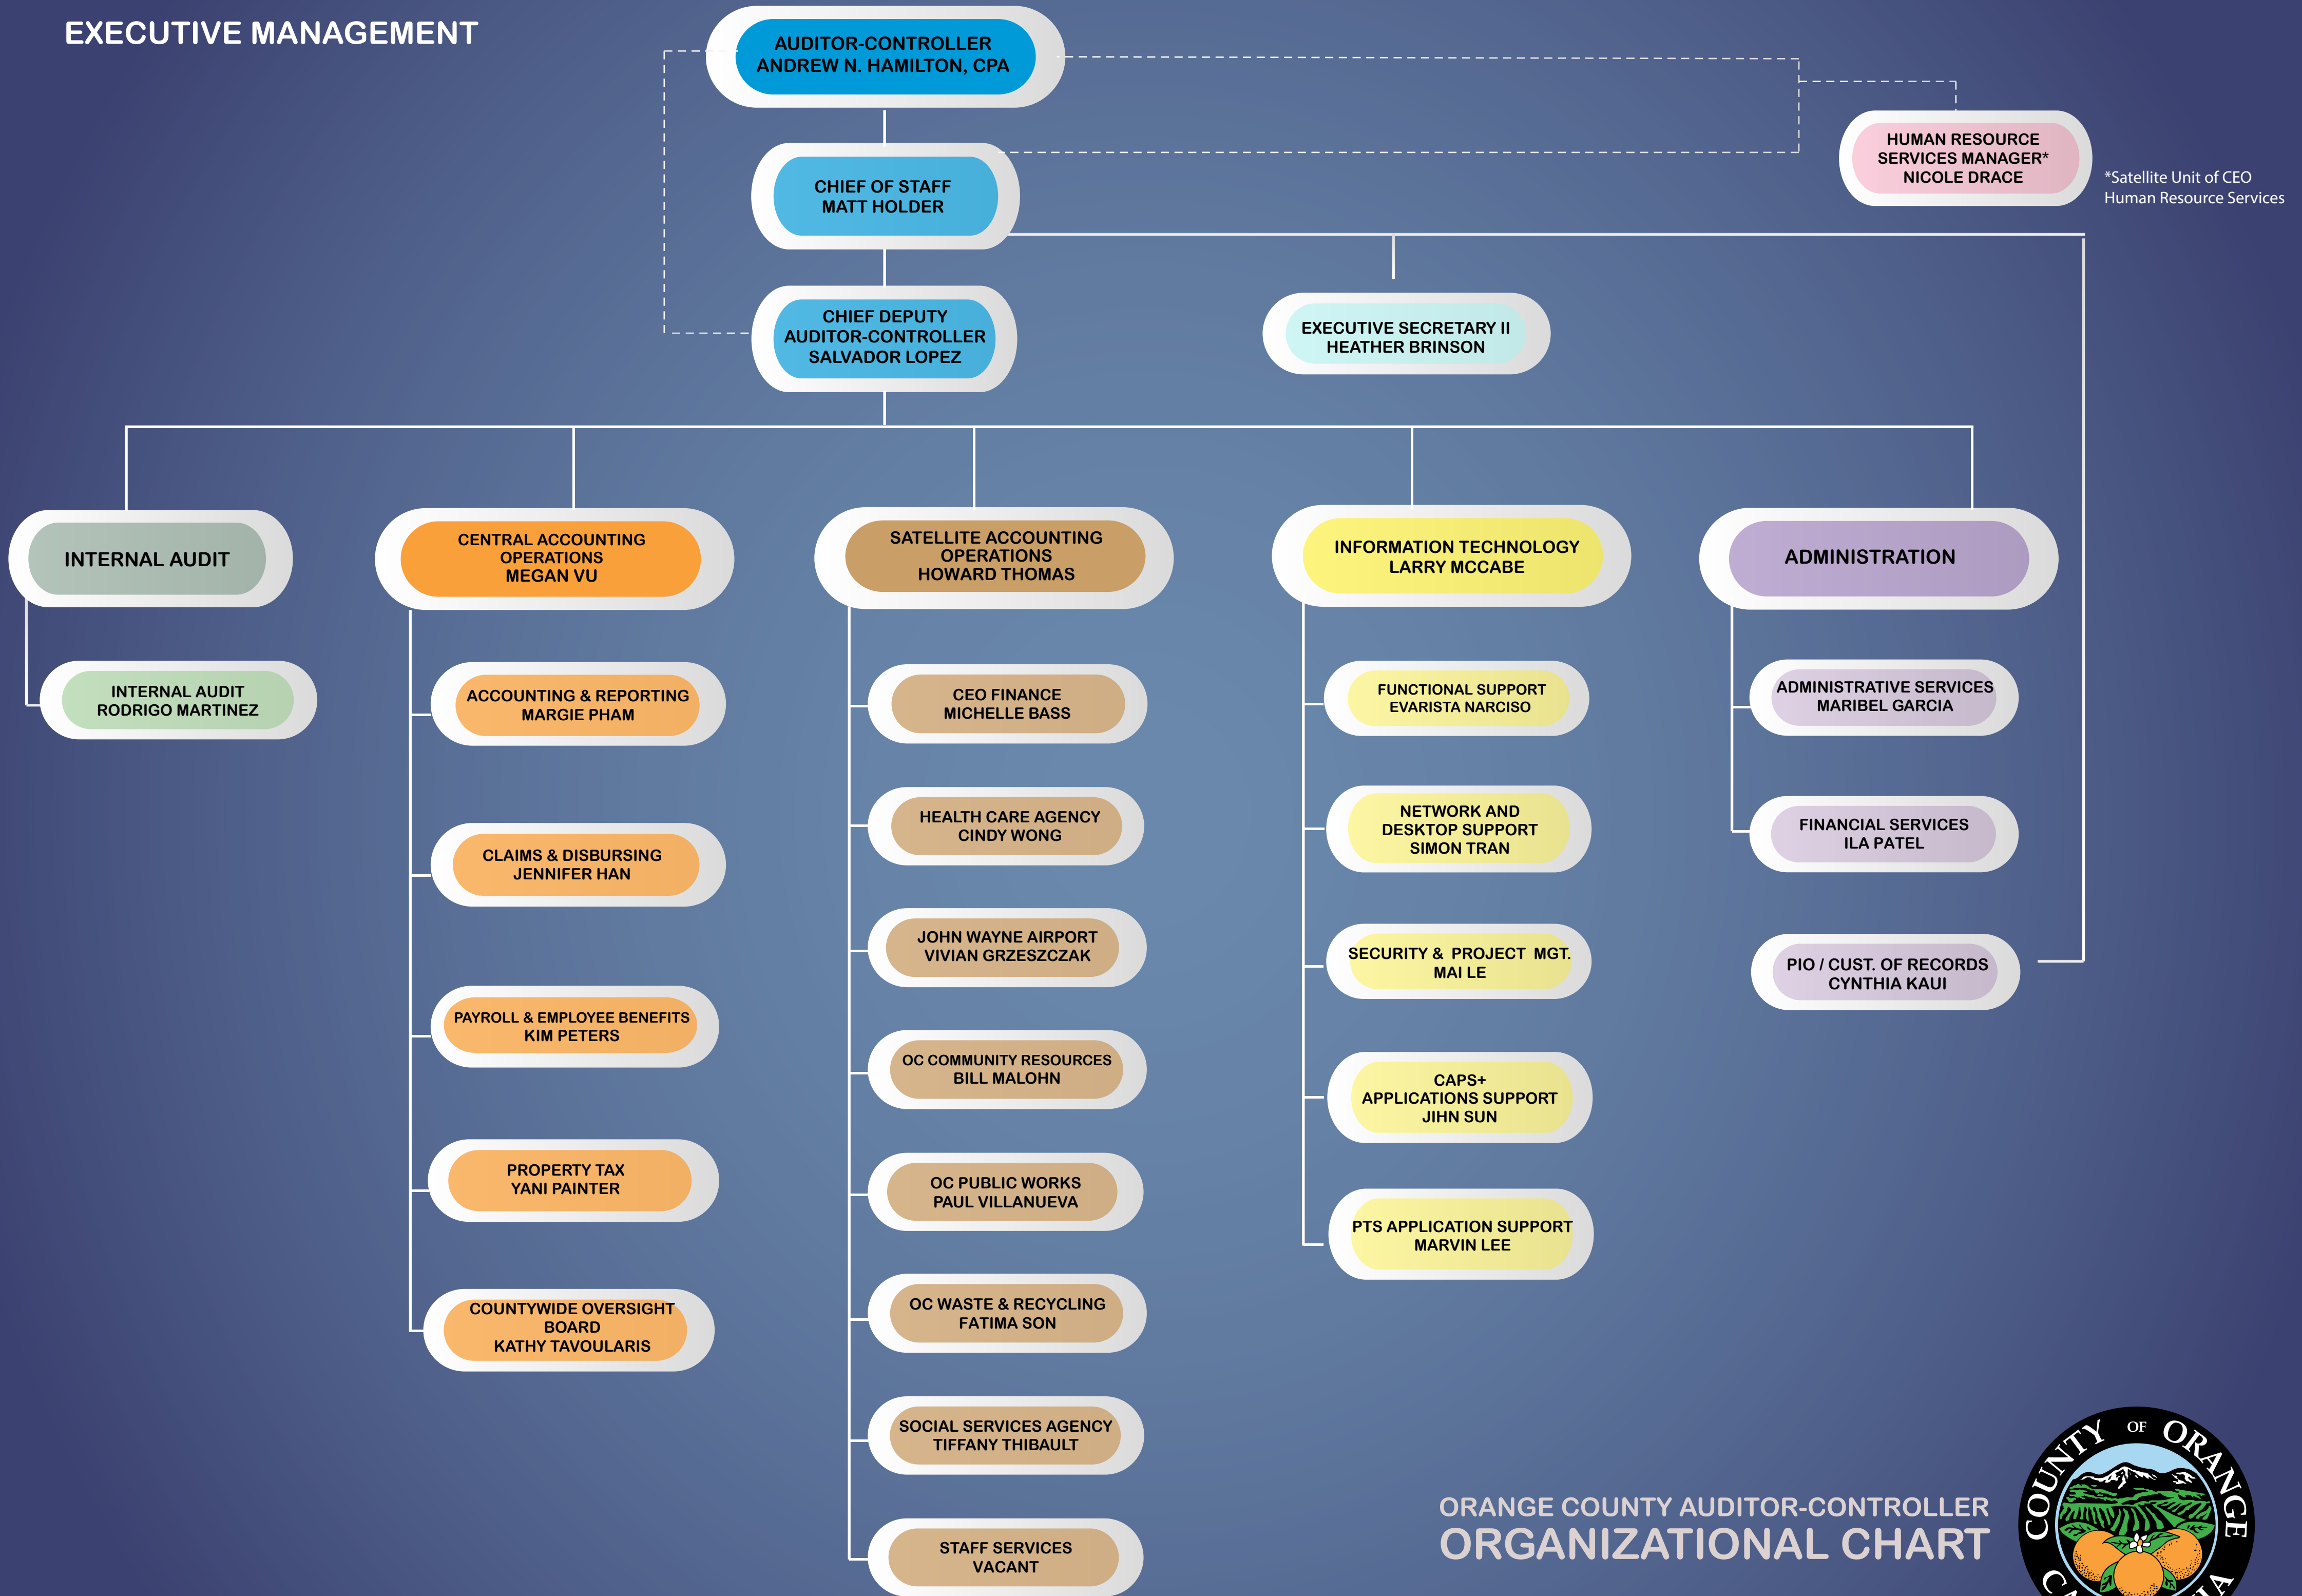 EXECUTIVE MANAGEMENT
AUDITOR-CONTROLLER
ANDREW N. HAMILTON, CPA
HUMAN RESOURCE
SERVICES MANAGER*
NICOLE DRACE
*Satellite Unit of CEO
Human Resource Services
CHIEF OF STAFF
MATT HOLDER
CHIEF DEPUTY
AUDITOR-CONTROLLER
SALVADOR LOPEZ
EXECUTIVE SECRETARY II
HEATHER BRINSON
INTERNAL AUDIT
INTERNAL AUDIT
RODRIGO MARTINEZ
CENTRAL ACCOUNTING
OPERATIONS
MEGAN VU
ACCOUNTING & REPORTING
MARGIE PHAM
CLAIMS & DISBURSING
JENNIFER HAN
PAYROLL & EMPLOYEE BENEFITS
KIM PETERS
PROPERTY TAX
YANI PAINTER
COUNTYWIDE OVERSIGHT
BOARD
KATHY TAVOULARIS
SATELLITE ACCOUNTING
OPERATIONS
HOWARD THOMAS
CEO FINANCE
MICHELLE BASS
HEALTH CARE AGENCY
CINDY WONG
JOHN WAYNE AIRPORT
VIVIAN GRZESZCZAK
OC COMMUNITY RESOURCES
BILL MALOHN
OC PUBLIC WORKS
PAUL VILLANUEVA
OC WASTE & RECYCLING
FATIMA SON
SOCIAL SERVICES AGENCY
TIFFANY THIBAULT
STAFF SERVICES
VACANT
INFORMATION TECHNOLOGY
LARRY MCCABE
FUNCTIONAL SUPPORT
EVARISTA NARCISO
NETWORK AND
DESKTOP SUPPORT
SIMON TRAN
SECURITY & PROJECT MGT.
MAI LE
CAPS+
APPLICATIONS SUPPORT
JIHN SUN
PTS APPLICATION SUPPORT
MARVIN LEE
ADMINISTRATION
ADMINISTRATIVE SERVICES
MARIBEL GARCIA
FINANCIAL SERVICES
ILA PATEL
PIO / CUST. OF RECORDS
CYNTHIA KAUI
ORANGE COUNTY AUDITOR-CONTROLLER
ORGANIZATIONAL CHART
COUNTY OF ORANGE